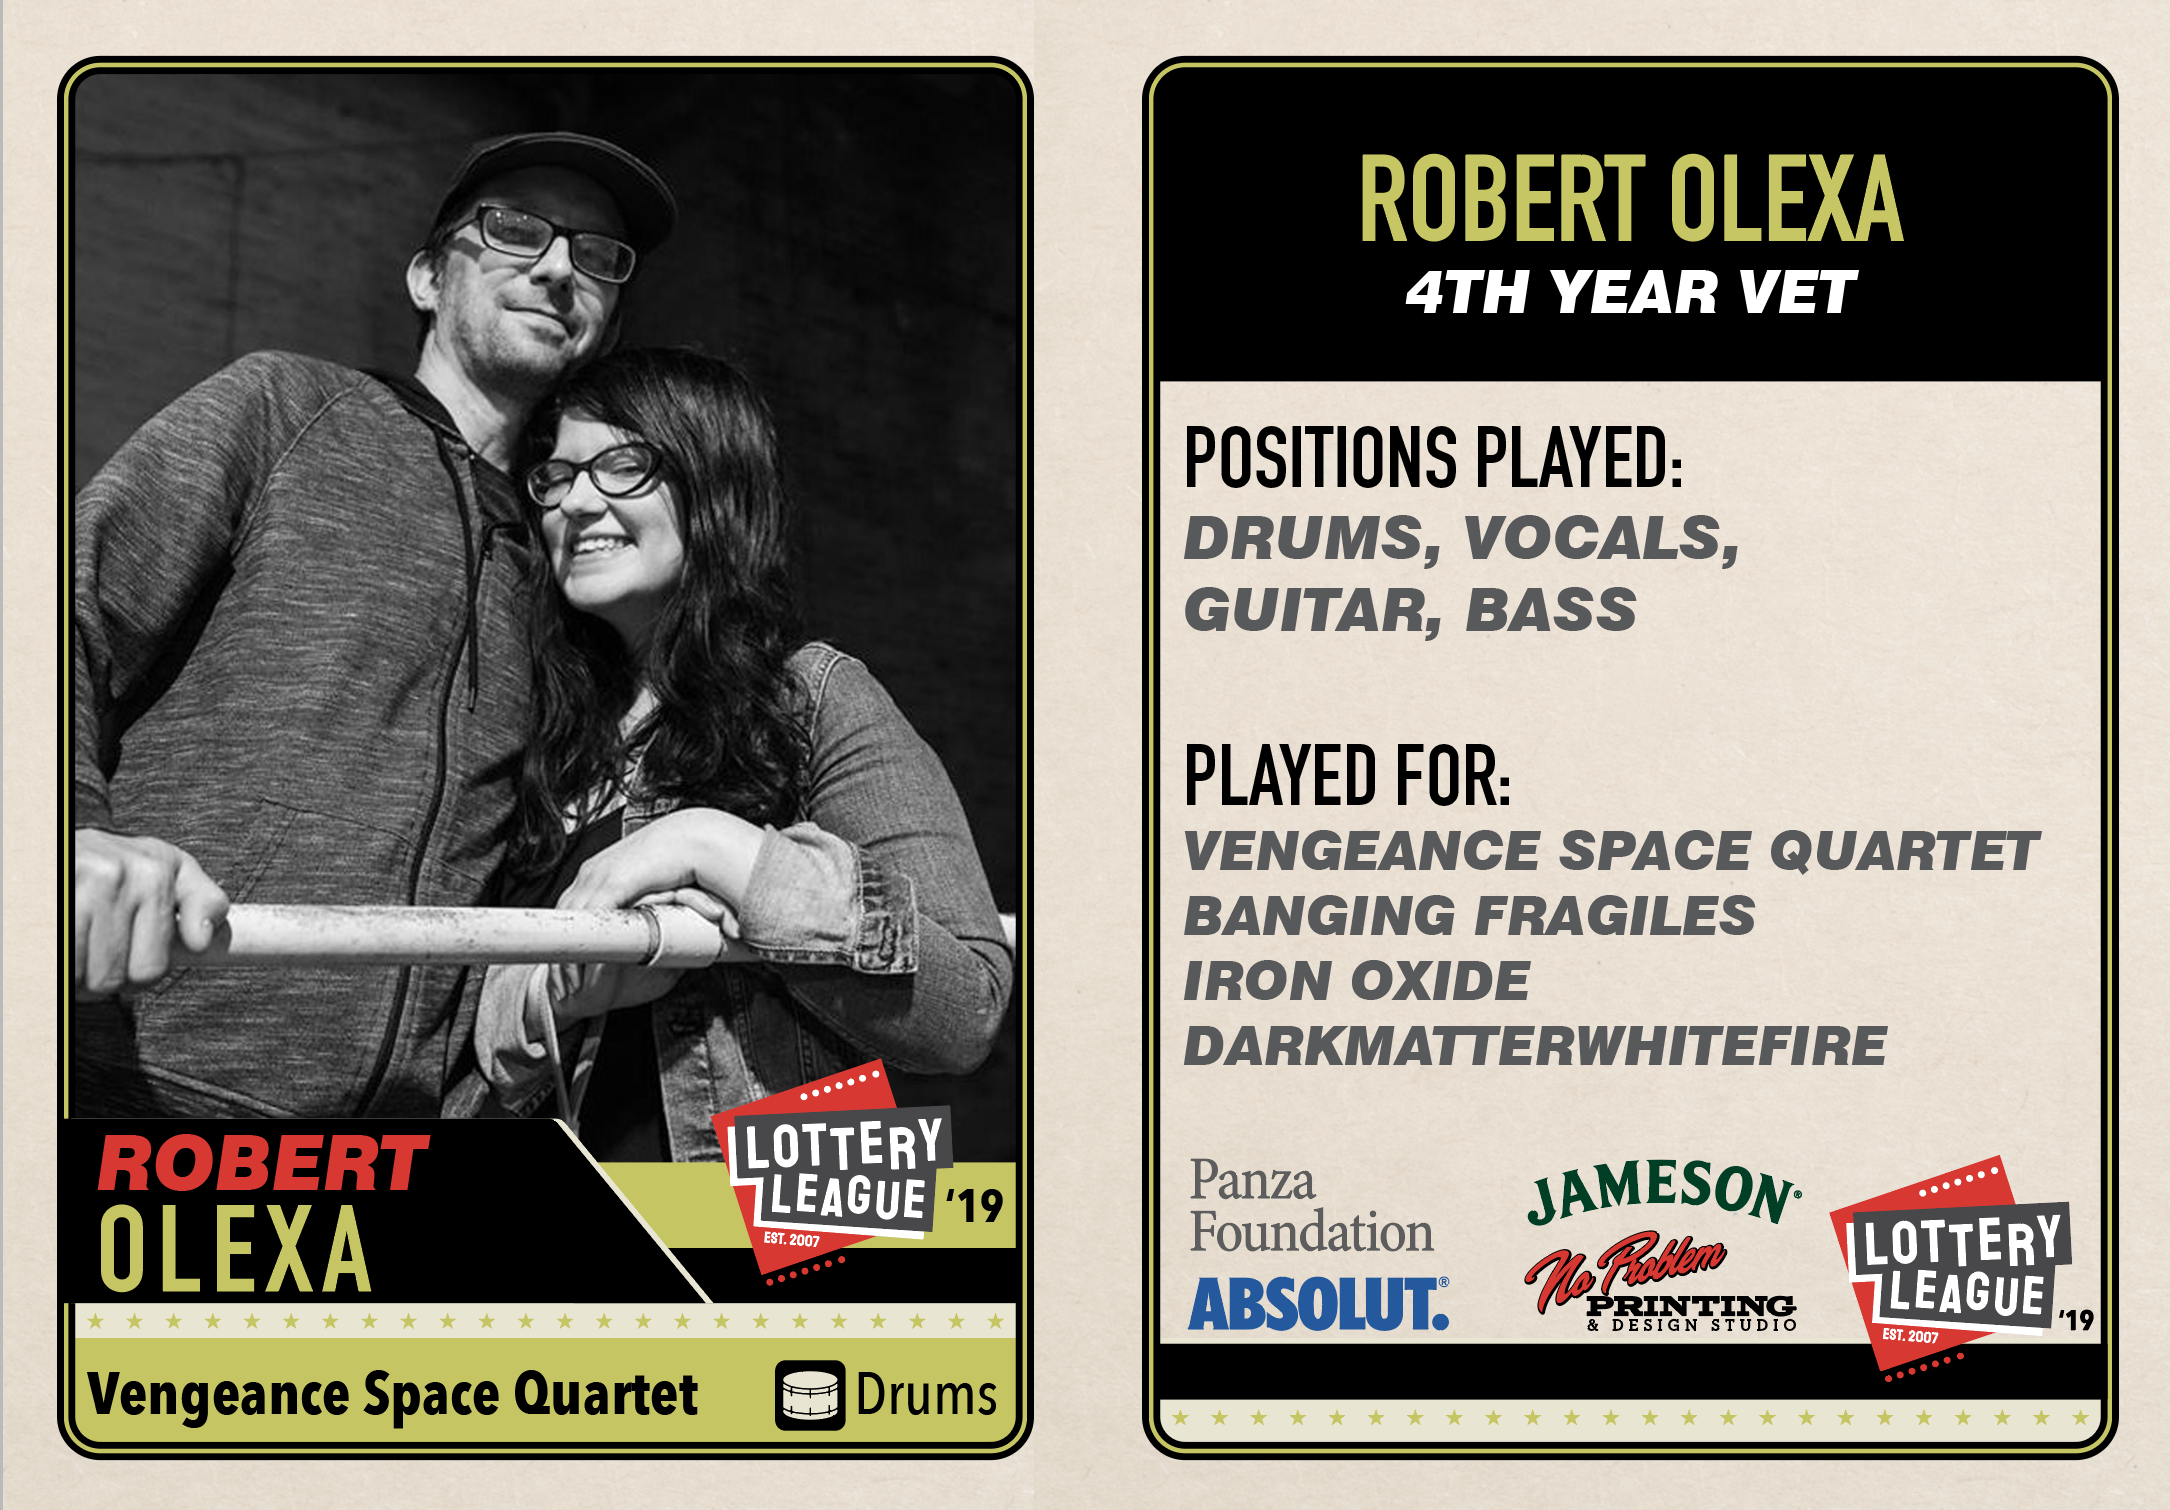 ROBERT
OLEXA
LOTTERY
LEAGUE
'19
EST. 2007
Vengeance Space Quartet
Drums
ROBERT OLEXA
4TH YEAR VET
POSITIONS PLAYED:
DRUMS, VOCALS,
GUITAR, BASS
PLAYED FOR:
VENGEANCE SPACE QUARTET
BANGING FRAGILES
IRON OXIDE
DARKMATTERWHITEFIRE
Panza
Foundation
ABSOLUT.®
JAMESON®
No Problem
PRINTING
& DESIGN STUDIO
LOTTERY
LEAGUE
'19
EST. 2007